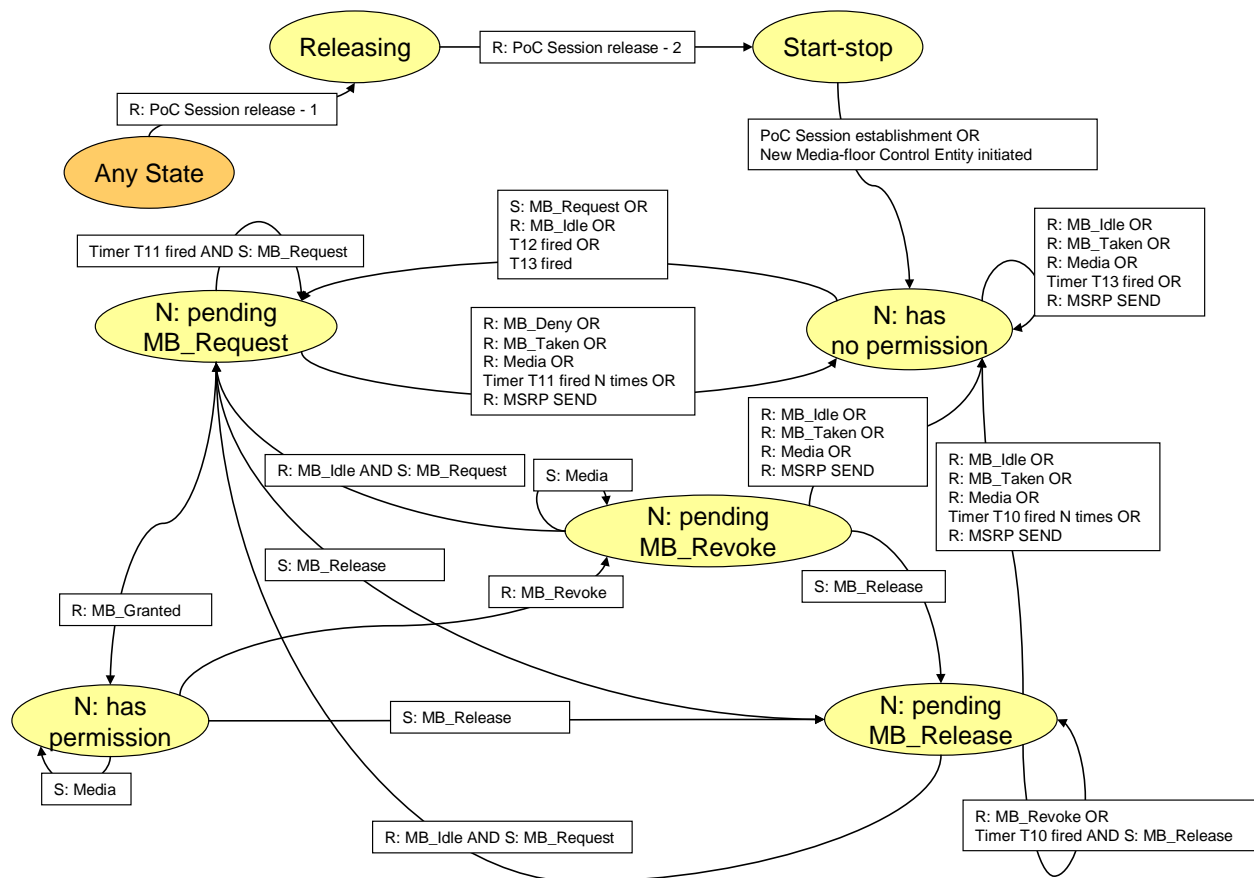 Releasing
R: PoC Session release - 2
Start-stop
R: PoC Session release - 1
Any State
PoC Session establishment OR
New Media-floor Control Entity initiated
S: MB_Request OR
R: MB_Idle OR
T12 fired OR
T13 fired
R: MB_Idle OR
R: MB_Taken OR
R: Media OR
Timer T13 fired OR
R: MSRP SEND
Timer T11 fired AND S: MB_Request
N: pending
MB_Request
N: has
no permission
R: MB_Deny OR
R: MB_Taken OR
R: Media OR
Timer T11 fired N times OR
R: MSRP SEND
R: MB_Idle OR
R: MB_Taken OR
R: Media OR
R: MSRP SEND
R: MB_Idle AND S: MB_Request
S: Media
R: MB_Idle OR
R: MB_Taken OR
R: Media OR
Timer T10 fired N times OR
R: MSRP SEND
N: pending
MB_Revoke
S: MB_Release
R: MB_Revoke
S: MB_Release
R: MB_Granted
N: has
permission
S: MB_Release
N: pending
MB_Release
S: Media
R: MB_Idle AND S: MB_Request
R: MB_Revoke OR
Timer T10 fired AND S: MB_Release